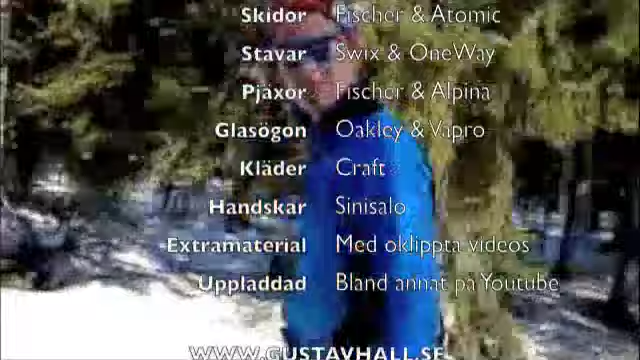 Skidor Fischer & Atomic
Stavar Swix & OneWay
Pjäxor Fischer & Alpina
Glasögon Oakley & Vapro
Kläder Craft
Handskar Sinisalo
Extramaterial Med oklippta videos
Uppladdad Bland annat på Youtube
WWW.GUSTAVHALL.SE